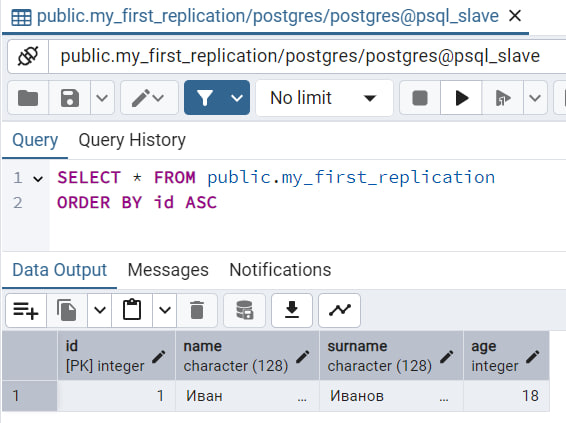 public.my_first_replication/postgres/postgres@psql_slave
public.my_first_replication/postgres/postgres@psql_slave
No limit
Query Query History
1 SELECT * FROM public.my_first_replication
2 ORDER BY id ASC
Data Output Messages Notifications
id name surname age
[PK] integer character (128) character (128) integer
1 1 Иван ... Иванов ... 18